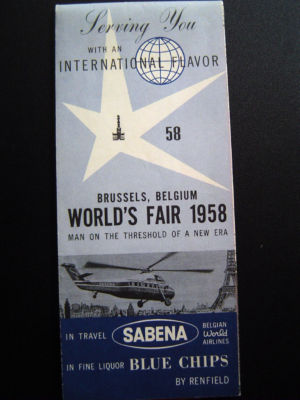 Serving You
WITH AN
INTERNATIONAL FLAVOR
58
BRUSSELS, BELGIUM
WORLD'S FAIR 1958
MAN ON THE THRESHOLD OF A NEW ERA
IN TRAVEL SABENA BELGIAN World AIRLINES
IN FINE LIQUOR BLUE CHIPS
BY RENFIELD